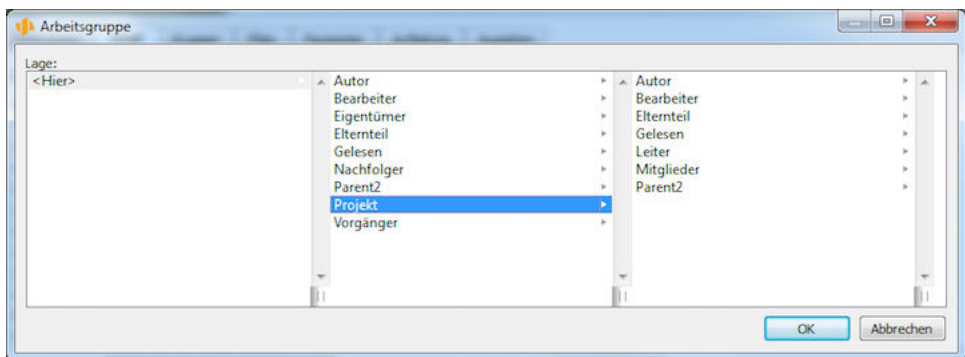 Arbeitsgruppe
Lage:
<Hier>
Autor
Bearbeiter
Eigentümer
Elternteil
Gelesen
Nachfolger
Parent2
Projekt
Vorgänger
Autor
Bearbeiter
Elternteil
Gelesen
Leiter
Mitglieder
Parent2
OK Abbrechen